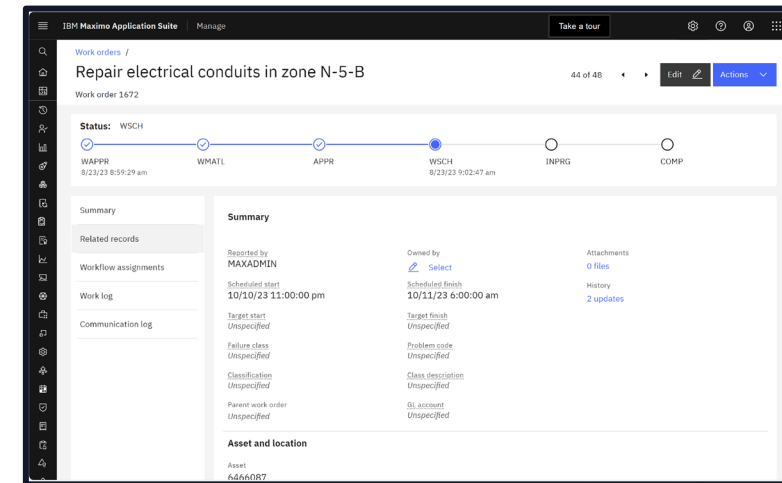 IBM Maximo Application Suite Manage Take a tour
Work orders /
Repair electrical conduits in zone N-5-B
44 of 48 Edit Actions
Work order 1672
Status: WSCH
WAPPR WMATL APPR WSCH INPRG COMP
8/23/23 8:59:29 am 8/23/23 9:02:47 am
Summary
Related records
Workflow assignments
Work log
Communication log
Summary
Reported by Owned by Attachments
MAXADMIN Select 0 files
Scheduled start Scheduled finish History
10/10/23 11:00:00 pm 10/11/23 6:00:00 am 2 updates
Target start Target finish
Unspecified Unspecified
Failure class Problem code
Unspecified Unspecified
Classification Class description
Unspecified Unspecified
Parent work order GL account
Unspecified Unspecified
Asset and location
Asset
6466087